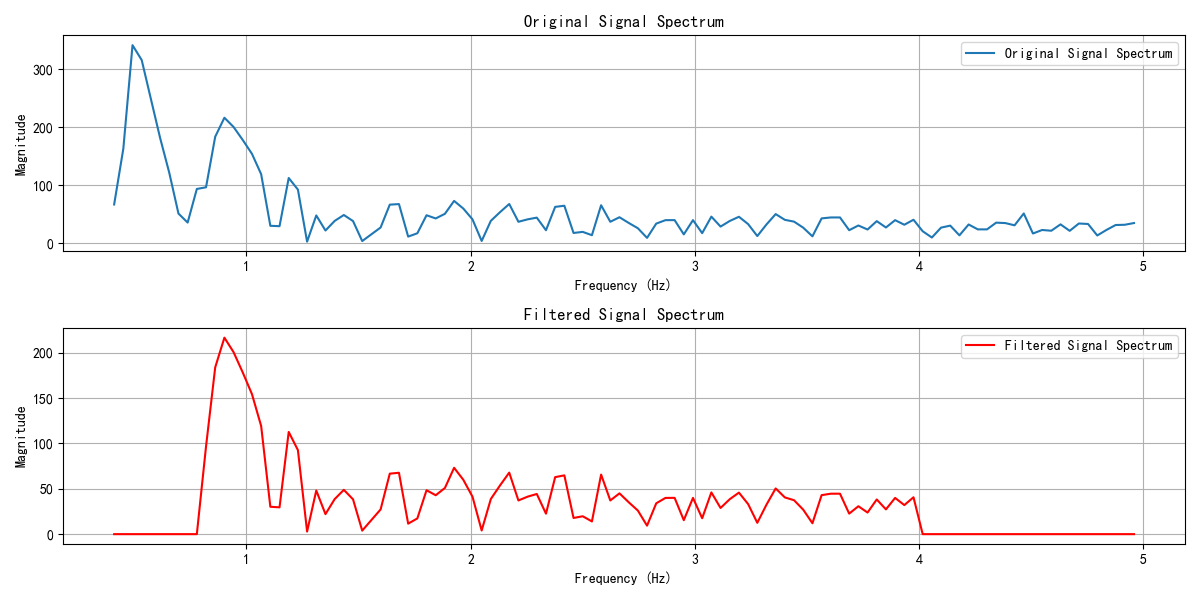 Original Signal Spectrum
Original Signal Spectrum
Magnitude
300
200
100
0
1 2 3 4 5
Frequency (Hz)
Filtered Signal Spectrum
Filtered Signal Spectrum
Magnitude
200
150
100
50
0
1 2 3 4 5
Frequency (Hz)